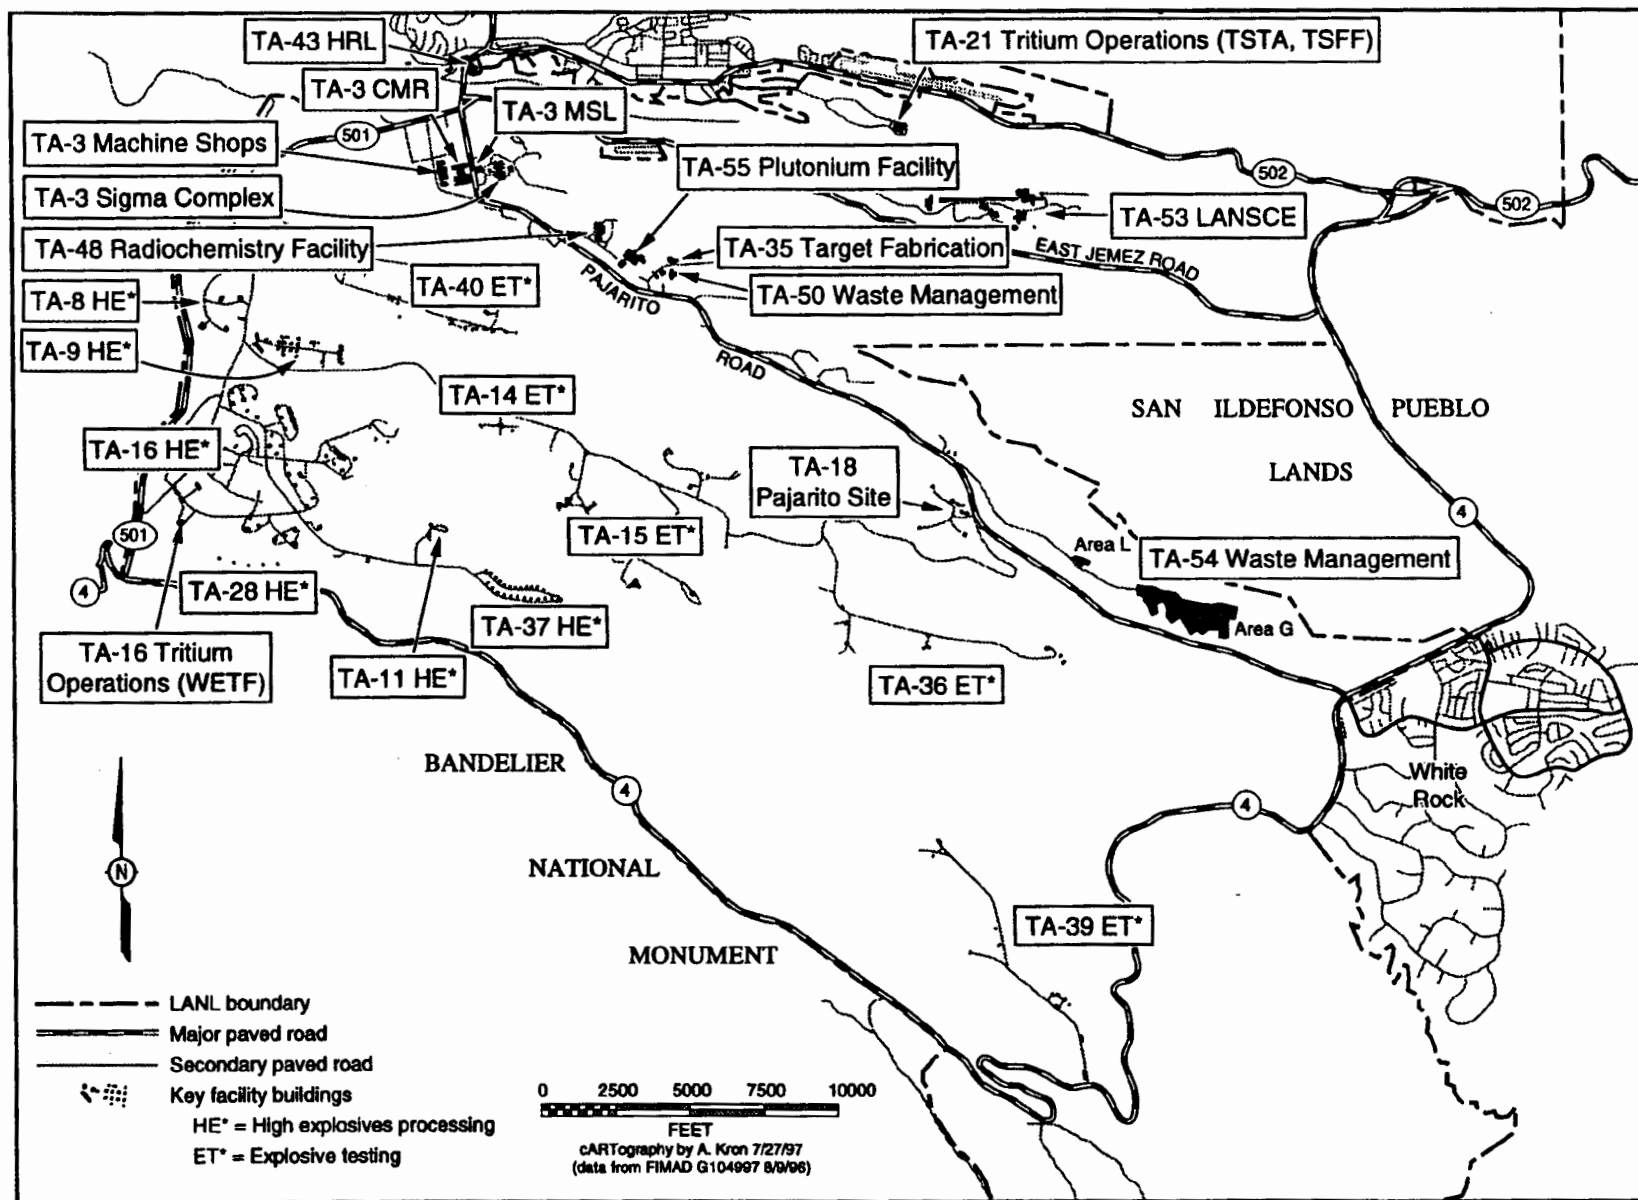 TA-43 HRL
TA-21 Tritium Operations (TSTA, TSFF)
TA-3 CMR
TA-3 MSL
501
TA-3 Machine Shops
TA-55 Plutonium Facility
502
TA-3 Sigma Complex
502
TA-53 LANSCE
TA-48 Radiochemistry Facility
TA-35 Target Fabrication
EAST JEMEZ ROAD
TA-40 ET*
PAJARITO
ROAD
TA-50 Waste Management
TA-8 HE*
TA-9 HE*
TA-14 ET*
SAN ILDEFONSO PUEBLO
LANDS
TA-16 HE*
TA-18
Pajarito Site
4
501
TA-15 ET*
Area L
TA-54 Waste Management
4
TA-28 HE*
TA-37 HE*
Area G
TA-16 Tritium
Operations (WETF)
TA-11 HE*
TA-36 ET*
BANDELIER
NATIONAL
MONUMENT
4
White
Rock
4
N
TA-39 ET*
LANL boundary
Major paved road
Secondary paved road
Key facility buildings
HE* = High explosives processing
ET* = Explosive testing
0 2500 5000 7500 10000
FEET
cARTography by A. Kron 7/27/97
(data from FIMAD G104997 8/9/96)